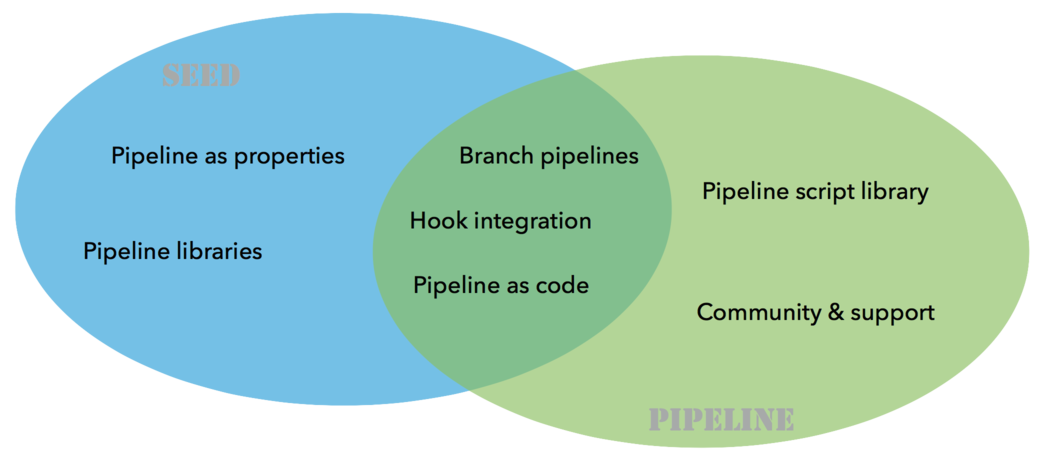 SEED
Pipeline as properties
Pipeline libraries
Branch pipelines
Hook integration
Pipeline as code
Pipeline script library
Community & support
PIPELINE